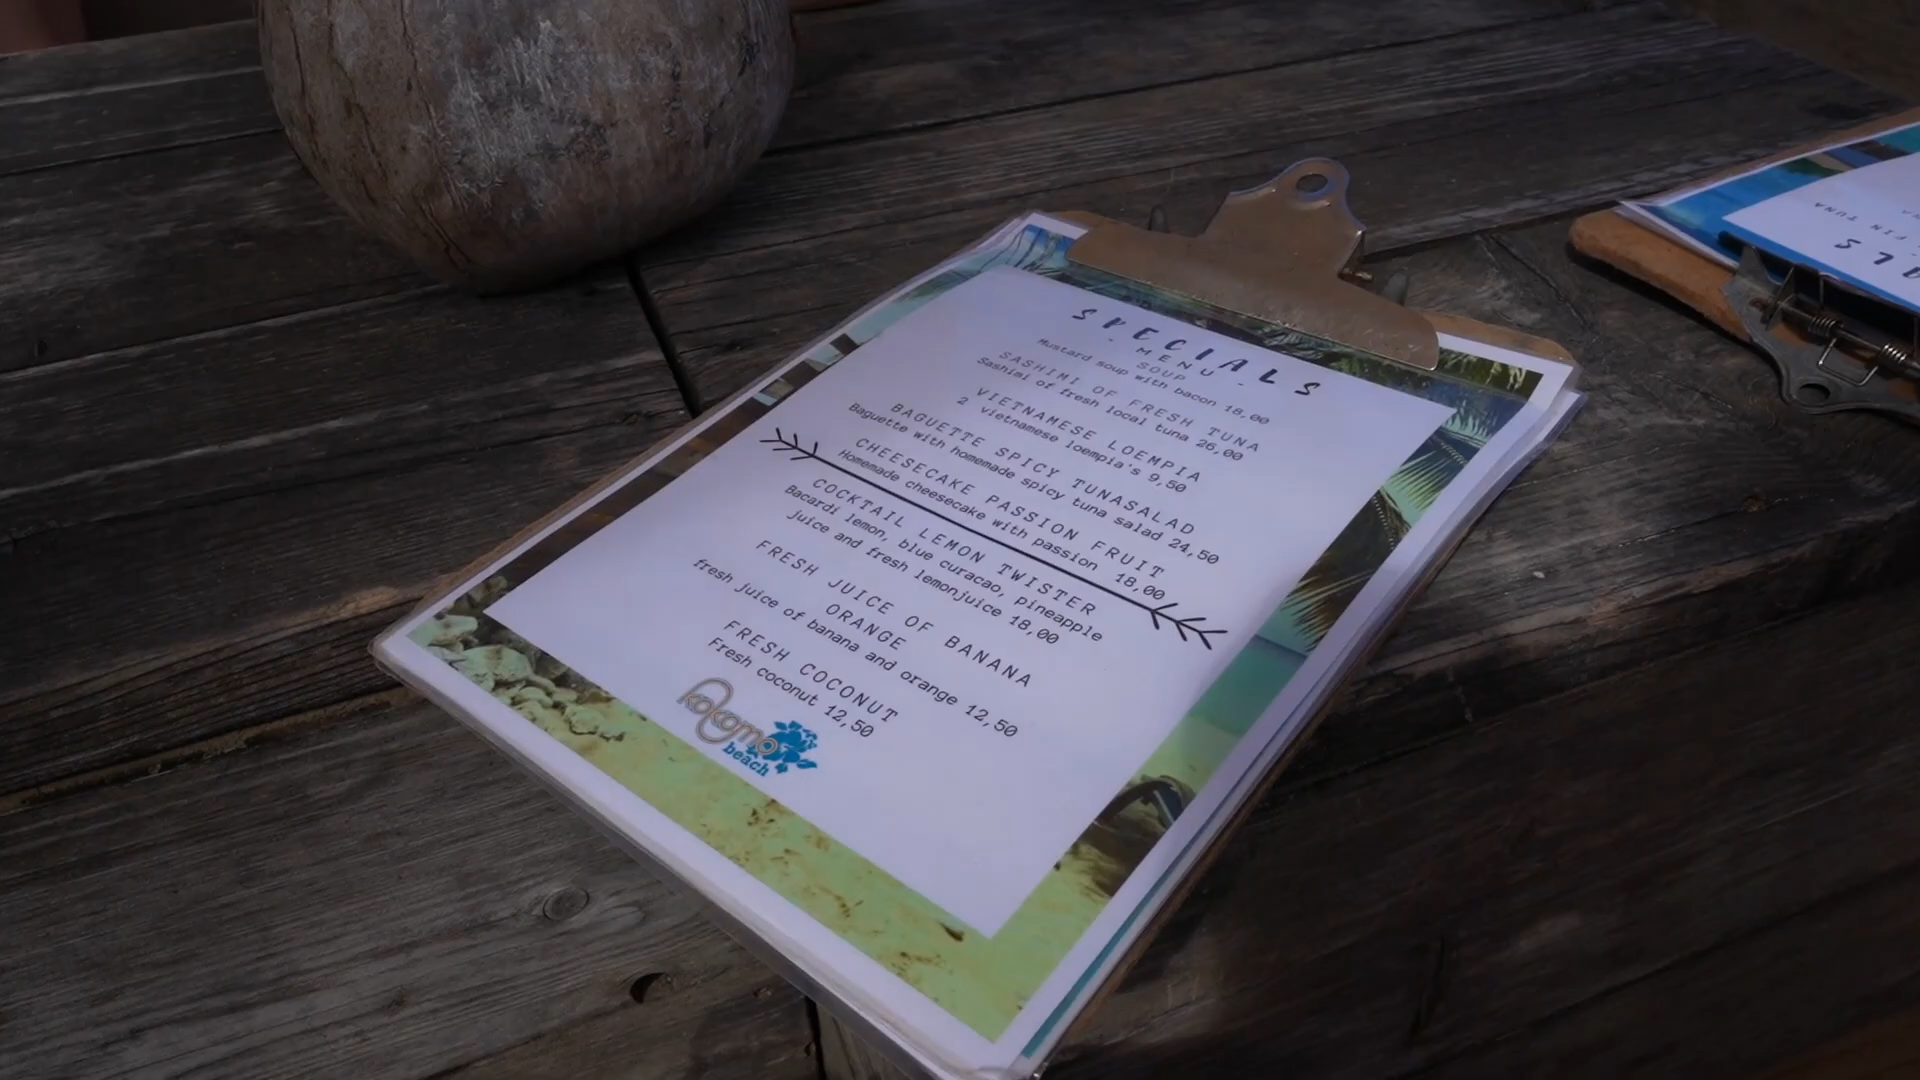 SPECIALS
- MENU -
SOUP
Mustard soup with bacon 18,00
SASHIMI OF FRESH TUNA
Sashimi of fresh local tuna 26,00
VIETNAMESE LOEMPIA
2 vietnamese loempia's 9,50
BAGUETTE SPICY TUNASALAD
Baguette with homemade spicy tuna salad 24,50
CHEESECAKE PASSION FRUIT
Homemade cheesecake with passion 18,00
COCKTAIL LEMON TWISTER
Bacardi lemon, blue curacao, pineapple
juice and fresh lemonjuice 18,00
FRESH JUICE OF BANANA
ORANGE
fresh juice of banana and orange 12,50
FRESH COCONUT
Fresh coconut 12,50
kokomo
beach
ALS
FIN TUNA